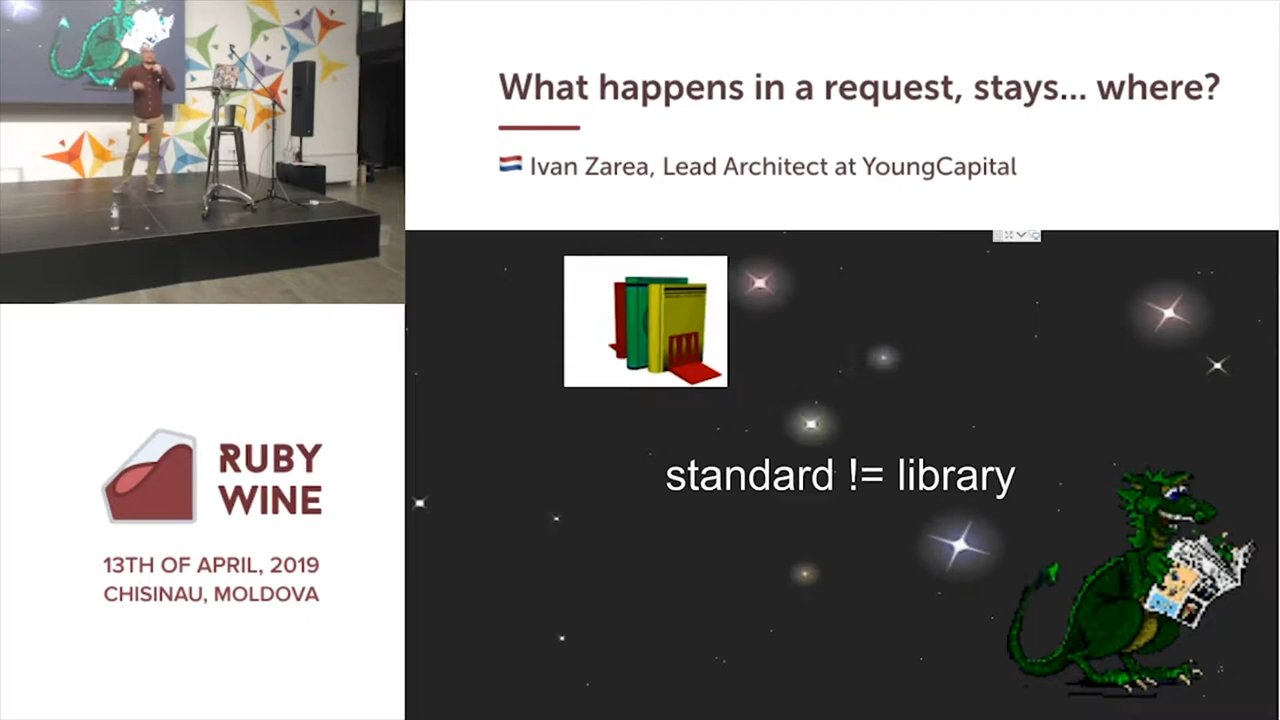 What happens in a request, stays... where?
Ivan Zarea, Lead Architect at YoungCapital
standard != library
RUBY
WINE
13TH OF APRIL, 2019
CHISINAU, MOLDOVA